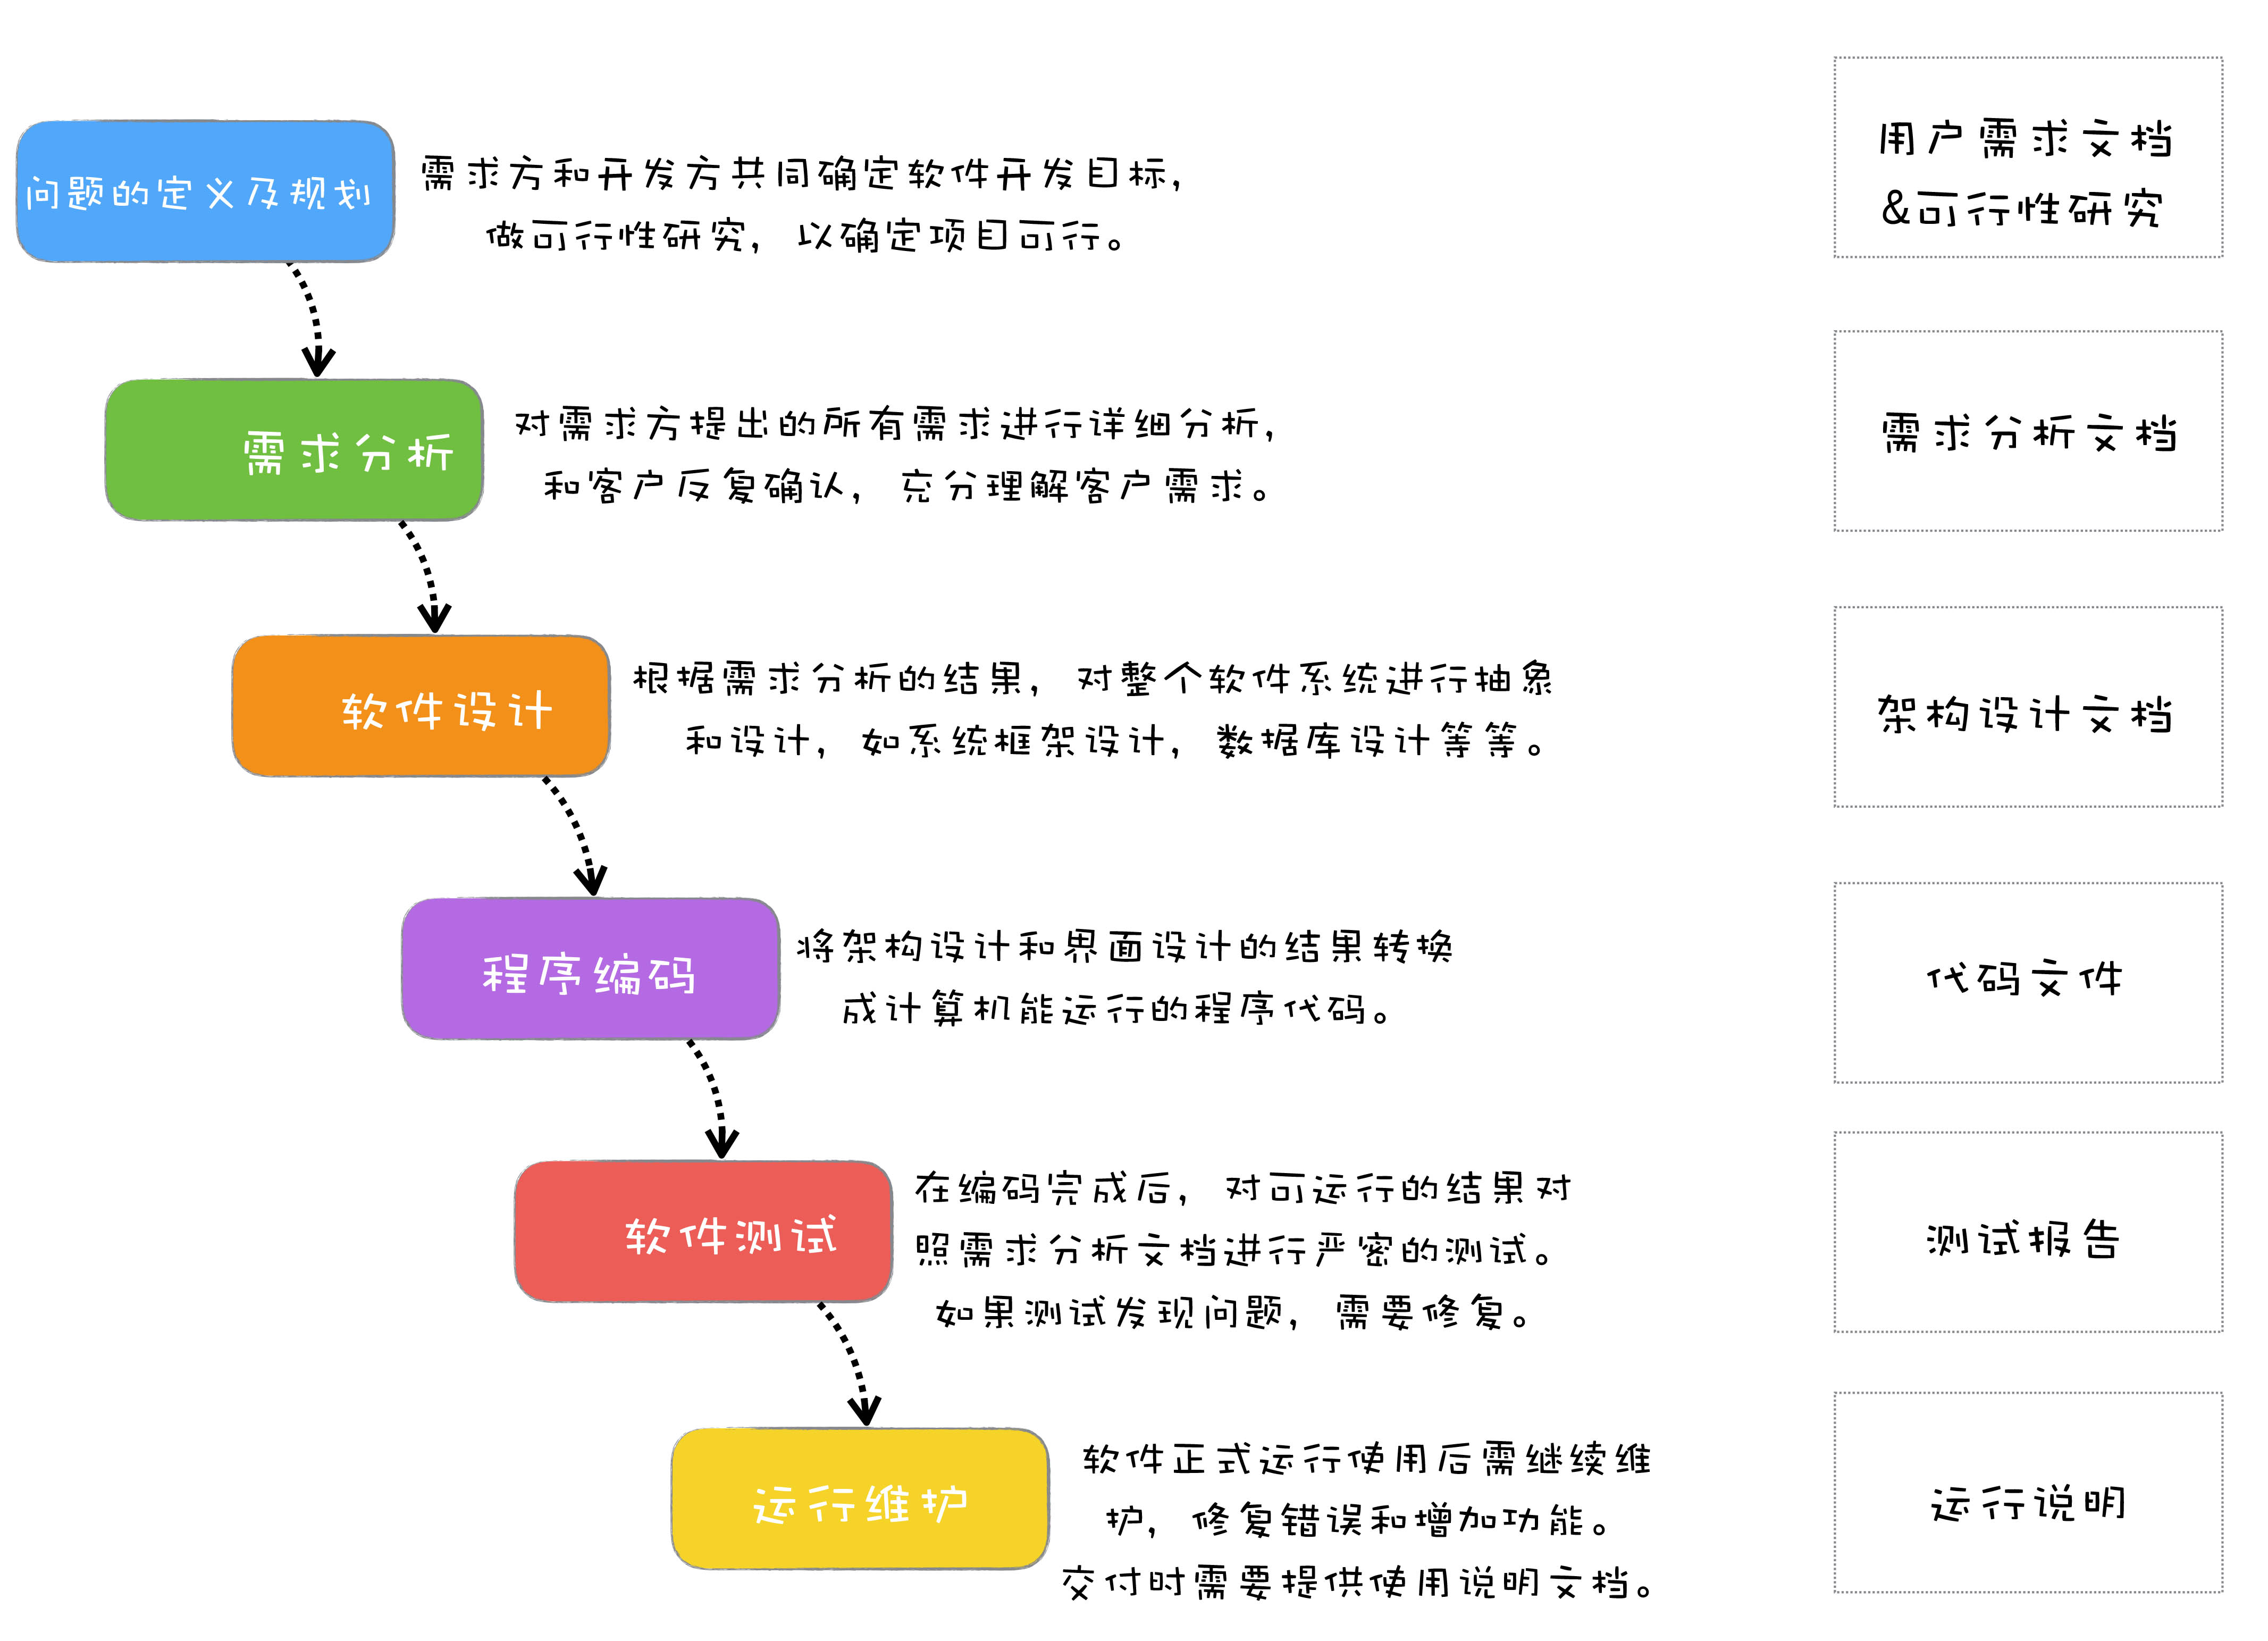 问题的定义及规划
需求方和开发方共同确定软件开发目标，
做可行性研究，以确定项目可行。
用户需求文档
&可行性研究
需求分析
对需求方提出的所有需求进行详细分析，
和客户反复确认，充分理解客户需求。
需求分析文档
软件设计
根据需求分析的结果，对整个软件系统进行抽象
和设计，如系统框架设计，数据库设计等等。
架构设计文档
程序编码
将架构设计和界面设计的结果转换
成计算机能运行的程序代码。
代码文件
软件测试
在编码完成后，对可运行的结果对
照需求分析文档进行严密的测试。
如果测试发现问题，需要修复。
测试报告
运行维护
软件正式运行使用后需继续维
护，修复错误和增加功能。
交付时需要提供使用说明文档。
运行说明